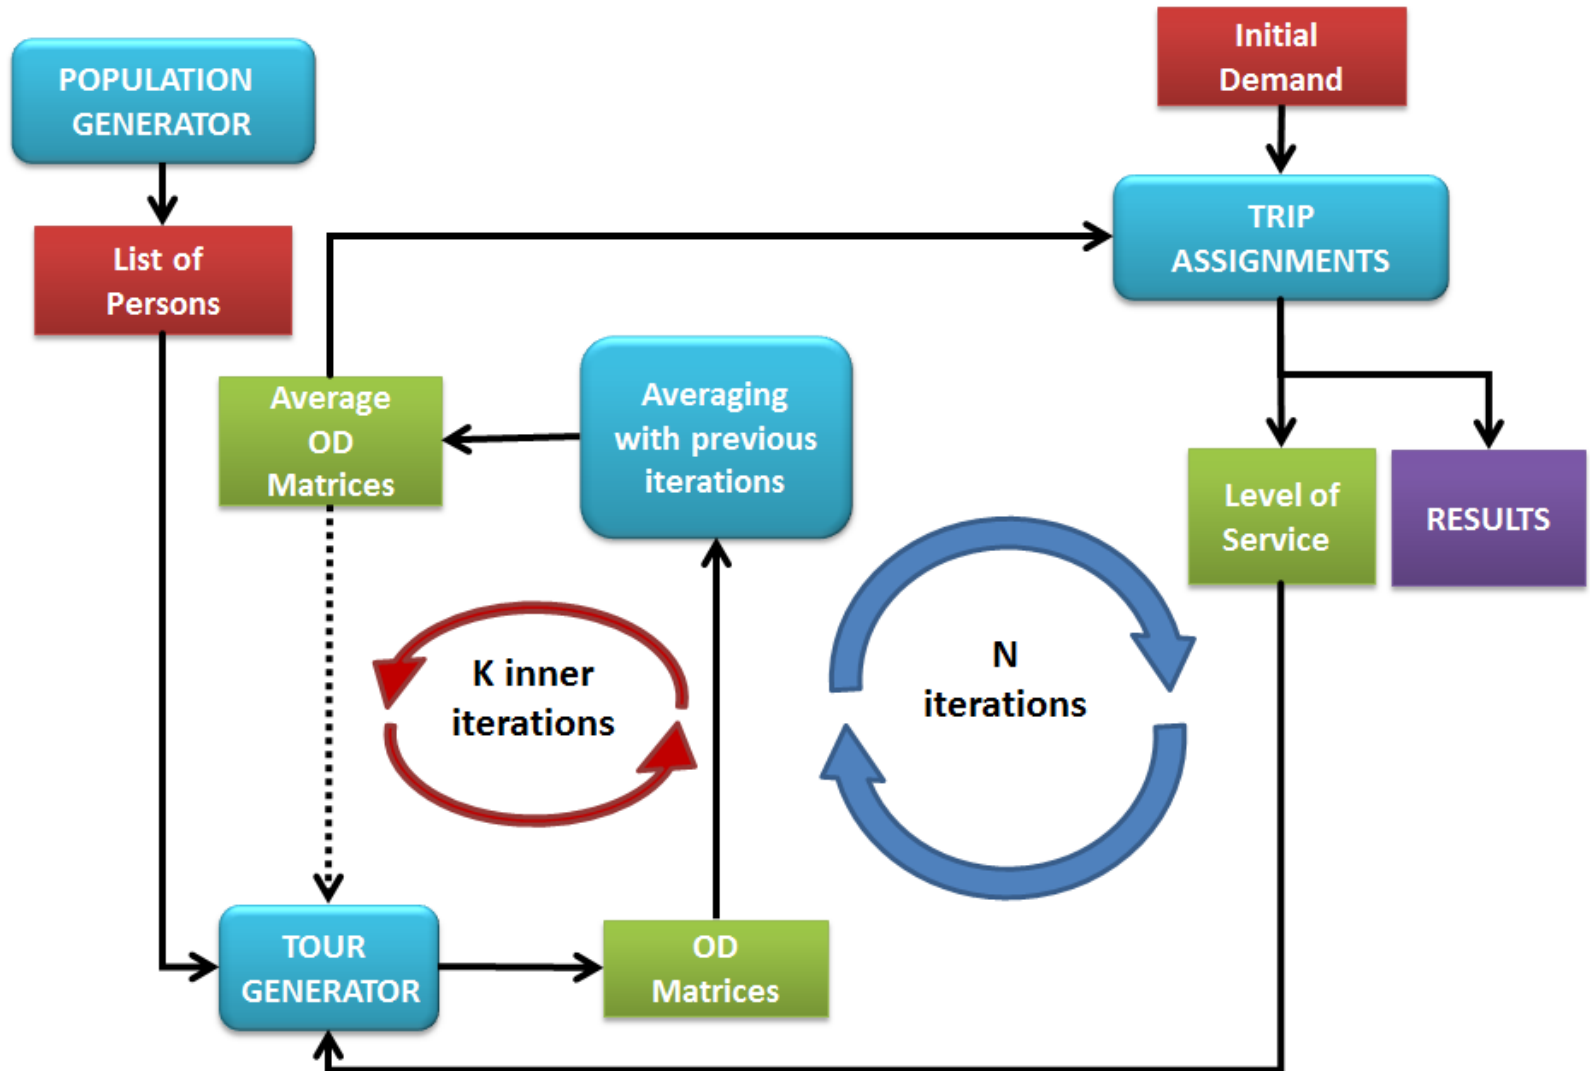 POPULATION
GENERATOR
Initial
Demand
List of
Persons
TRIP
ASSIGNMENTS
Average
OD
Matrices
Averaging
with previous
iterations
Level of
Service
RESULTS
K inner
iterations
N
iterations
TOUR
GENERATOR
OD
Matrices